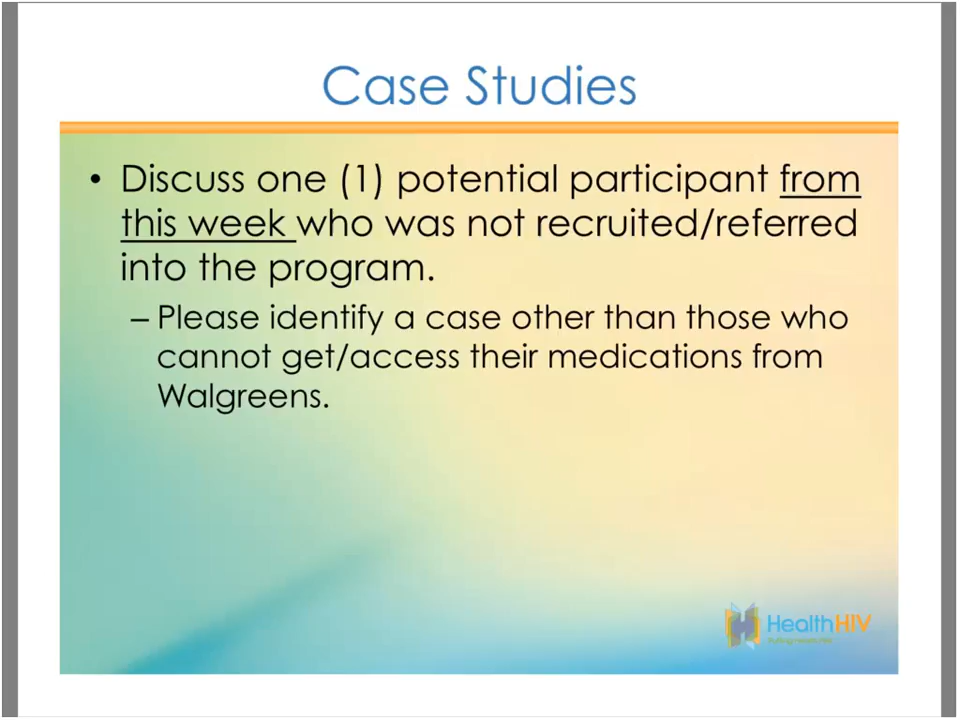 Case Studies
• Discuss one (1) potential participant from
this week who was not recruited/referred
into the program.
– Please identify a case other than those who
cannot get/access their medications from
Walgreens.
HealthHIV